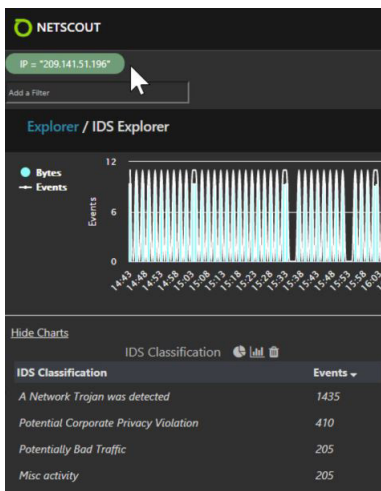 NETSCOUT
IP = "209.141.51.196"
Add a Filter
Explorer / IDS Explorer
Bytes
Events
Events
12
6
0
14:43 14:48 14:53 14:58 15:03 15:08 15:13 15:18 15:23 15:28 15:33 15:38 15:43 15:48 15:53 15:58 16:03
Hide Charts
IDS Classification
IDS Classification Events
A Network Trojan was detected 1435
Potential Corporate Privacy Violation 410
Potentially Bad Traffic 205
Misc activity 205